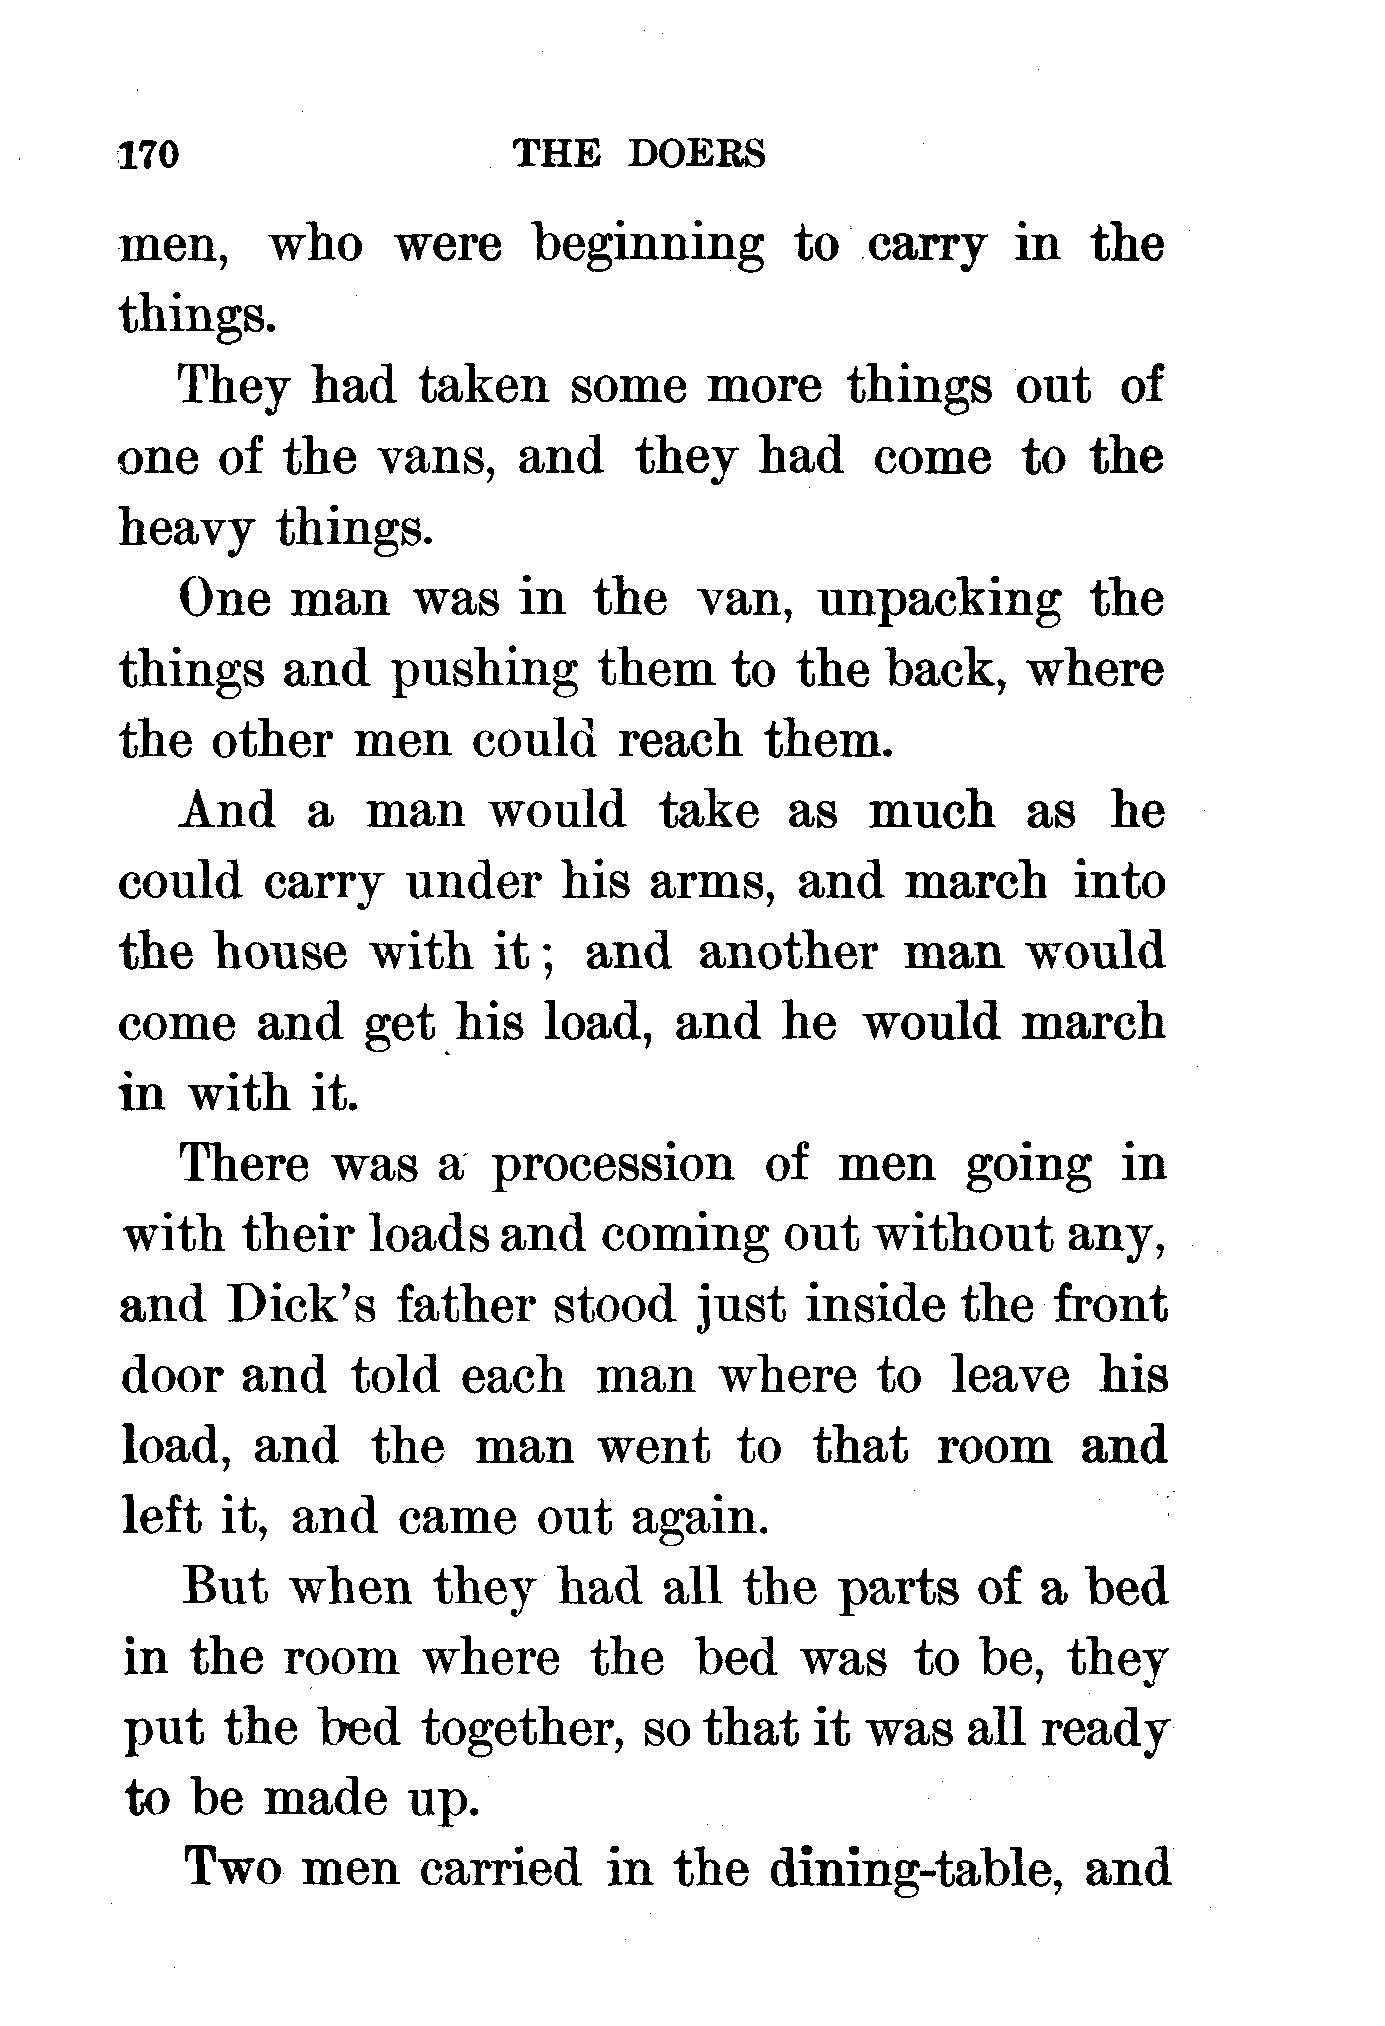 170 THE DOERS
men, who were beginning to carry in the
things.
They had taken some more things out of
one of the vans, and they had come to the
heavy things.
One man was in the van, unpacking the
things and pushing them to the back, where
the other men could reach them.
And a man would take as much as he
could carry under his arms, and march into
the house with it; and another man would
come and get his load, and he would march
in with it.
There was a procession of men going in
with their loads and coming out without any,
and Dick's father stood just inside the front
door and told each man where to leave his
load, and the man went to that room and
left it, and came out again.
But when they had all the parts of a bed
in the room where the bed was to be, they
put the bed together, so that it was all ready
to be made up.
Two men carried in the dining-table, and